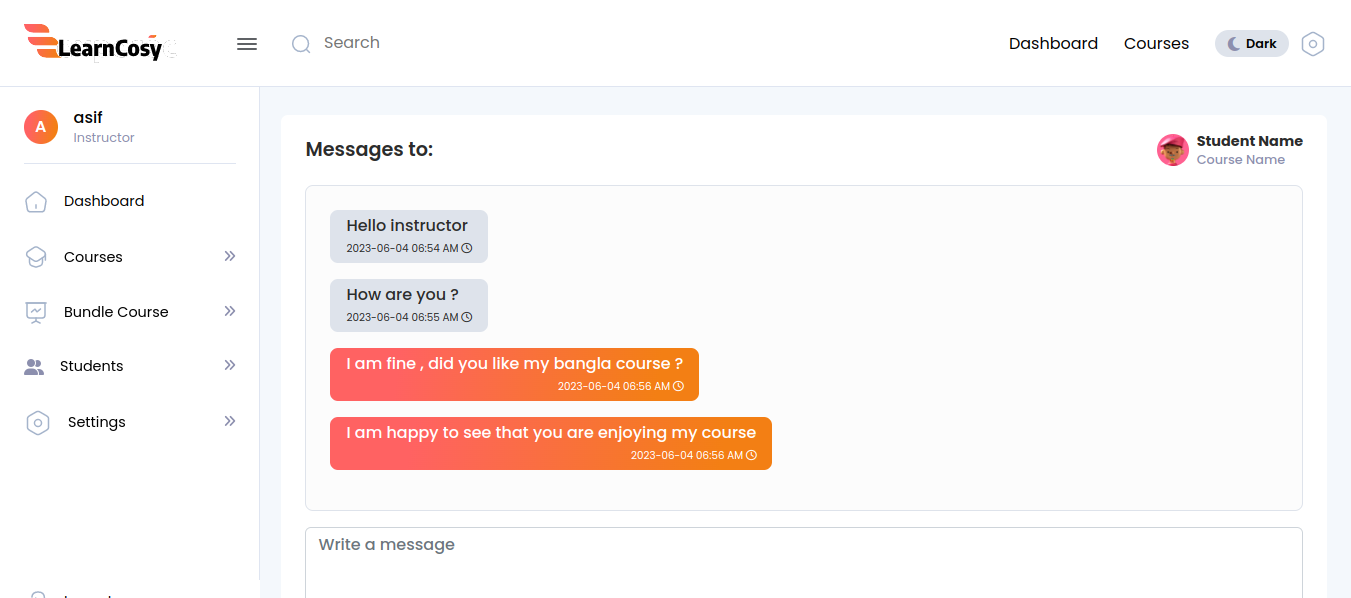 LearnCosy
Search
Dashboard
Courses
Dark
A
asif
Instructor
Dashboard
Courses
Bundle Course
Students
Settings
Messages to:
Student Name
Course Name
Hello instructor
2023-06-04 06:54 AM
How are you ?
2023-06-04 06:55 AM
I am fine , did you like my bangla course ?
2023-06-04 06:56 AM
I am happy to see that you are enjoying my course
2023-06-04 06:56 AM
Write a message